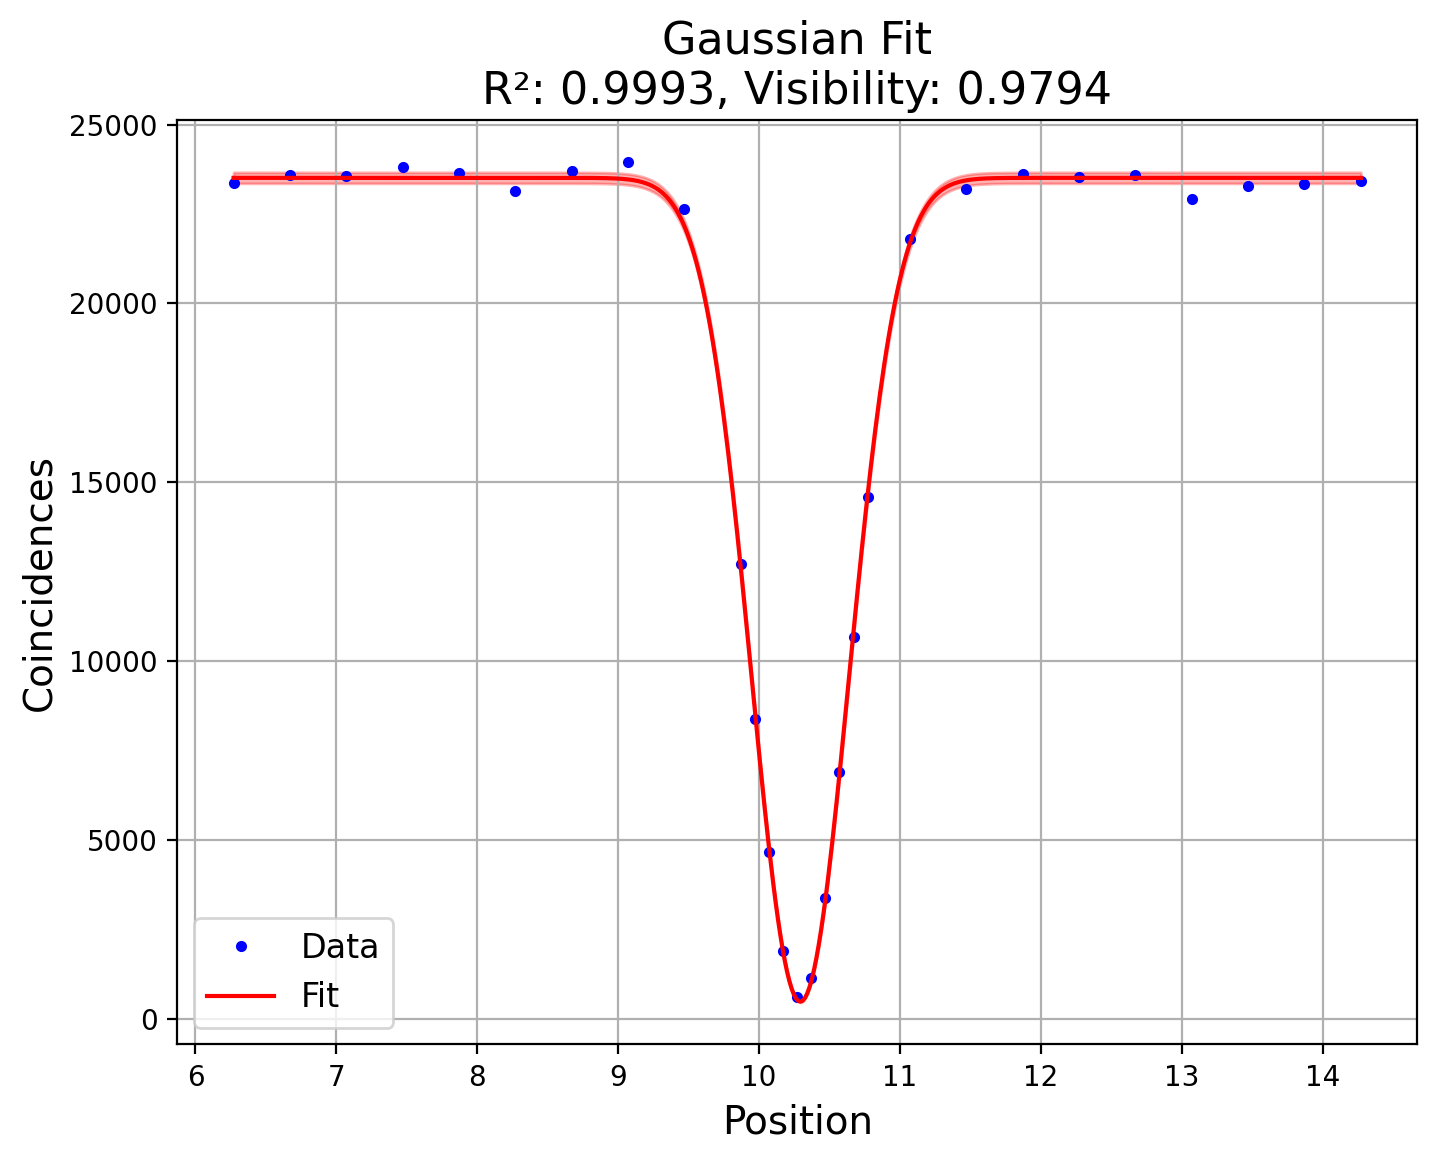 Gaussian Fit
R²: 0.9993, Visibility: 0.9794
25000
20000
15000
10000
5000
0
Coincidences
Data
Fit
6 7 8 9 10 11 12 13 14
Position